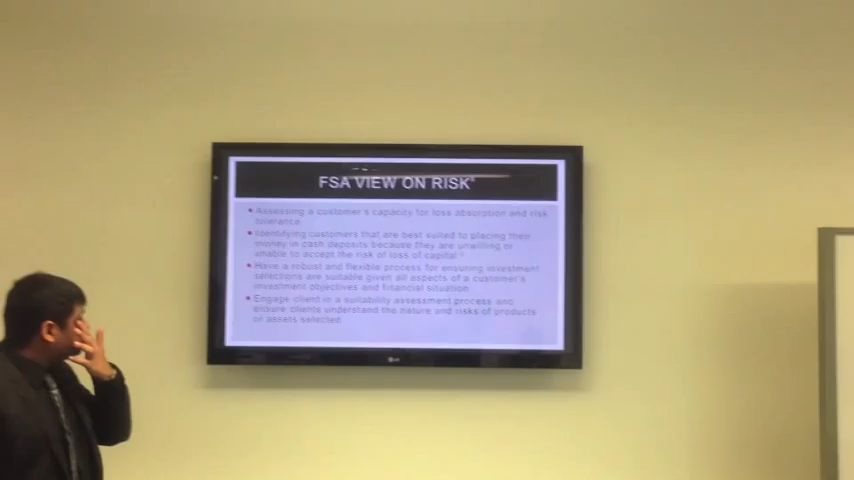 FSA VIEW ON RISK
• Assessing a customer's capacity for loss absorption and risk
tolerance
• Identifying customers that are best suited to placing their
money in cash deposits because they are unwilling or
unable to accept the risk of loss of capital
• Have a robust and flexible process for ensuring investment
selections are suitable given all aspects of a customer's
investment objectives and financial situation
• Engage client in a suitability assessment process and
ensure clients understand the nature and risks of products
or assets selected
LG